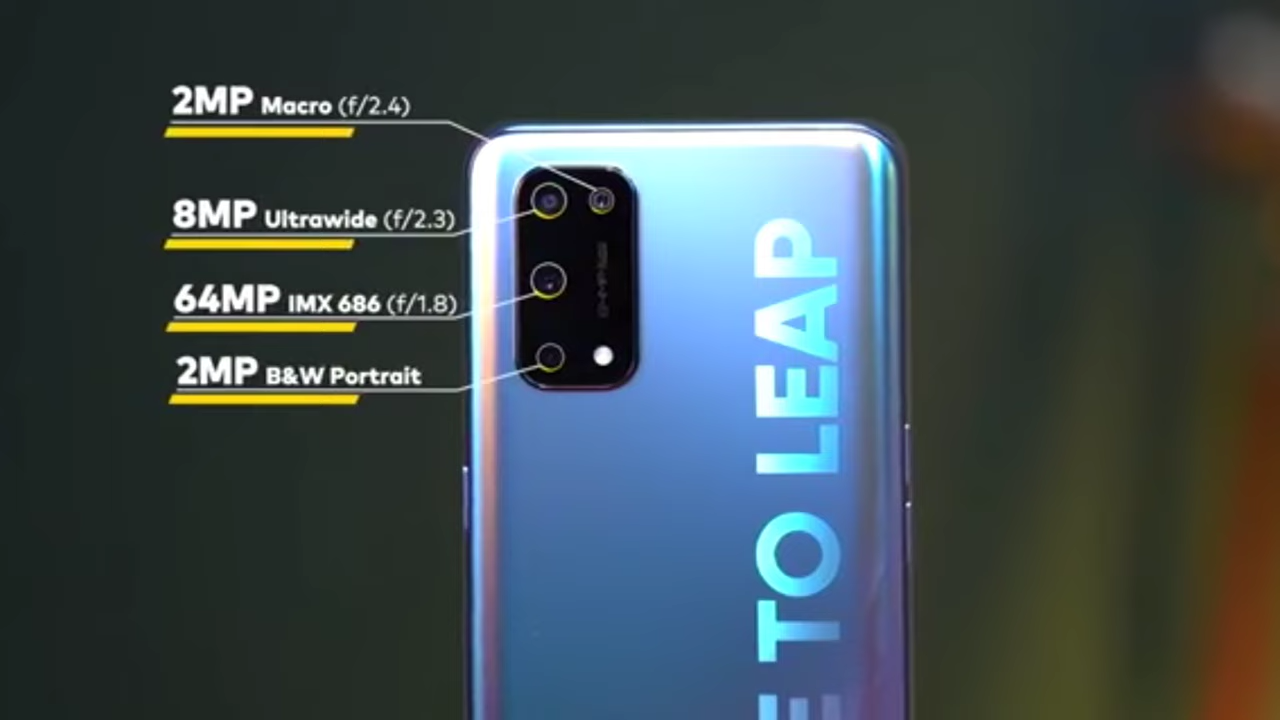 2MP Macro (f/2.4)
8MP Ultrawide (f/2.3)
64MP IMX 686 (f/1.8)
2MP B&W Portrait
E TO LEAP